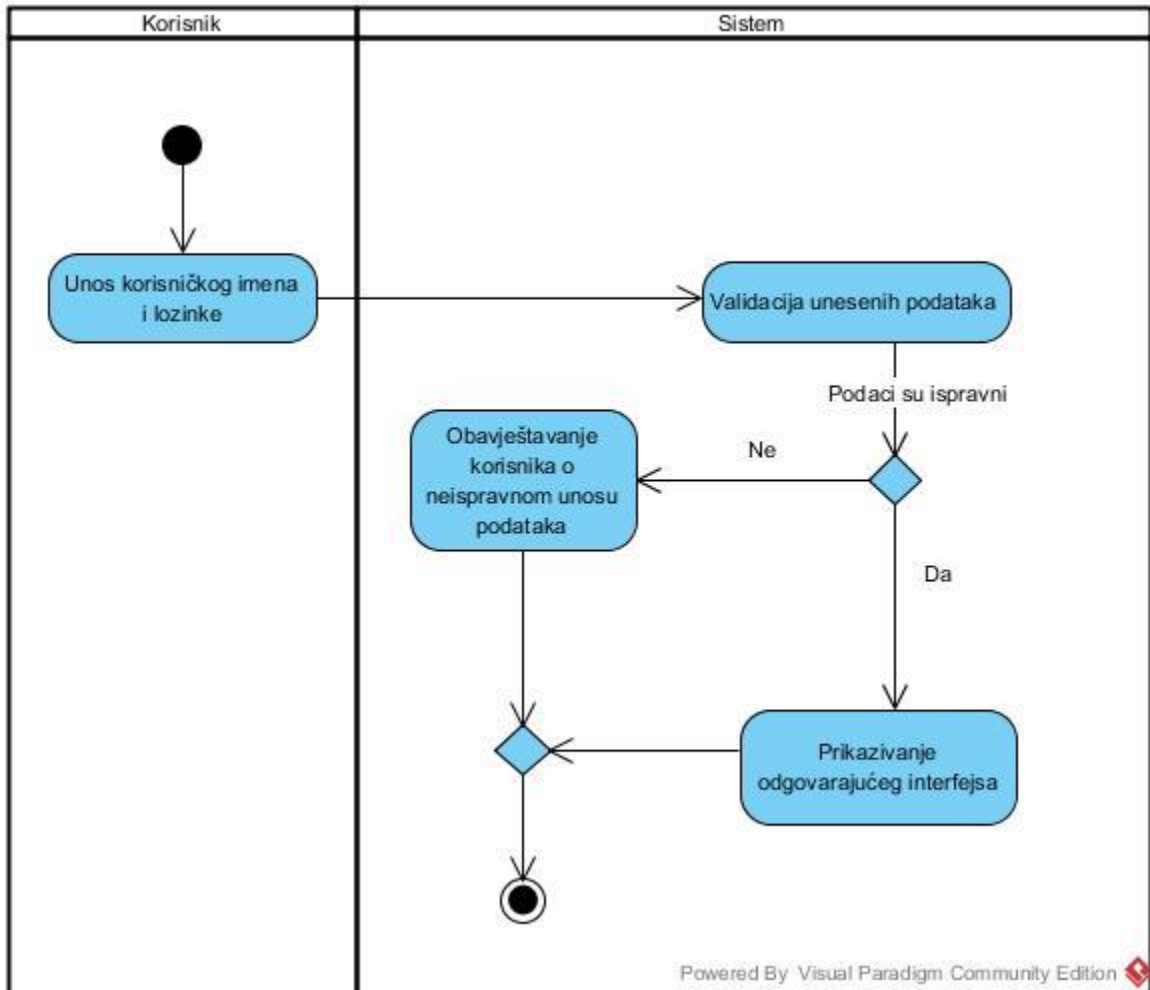 Korisnik
Sistem
Unos korisničkog imena
i lozinke
Validacija unesenih podataka
Podaci su ispravni
Obavještavanje
korisnika o
neispravnom unosu
podataka
Ne
Da
Prikazivanje
odgovarajućeg interfejsa
Powered By Visual Paradigm Community Edition